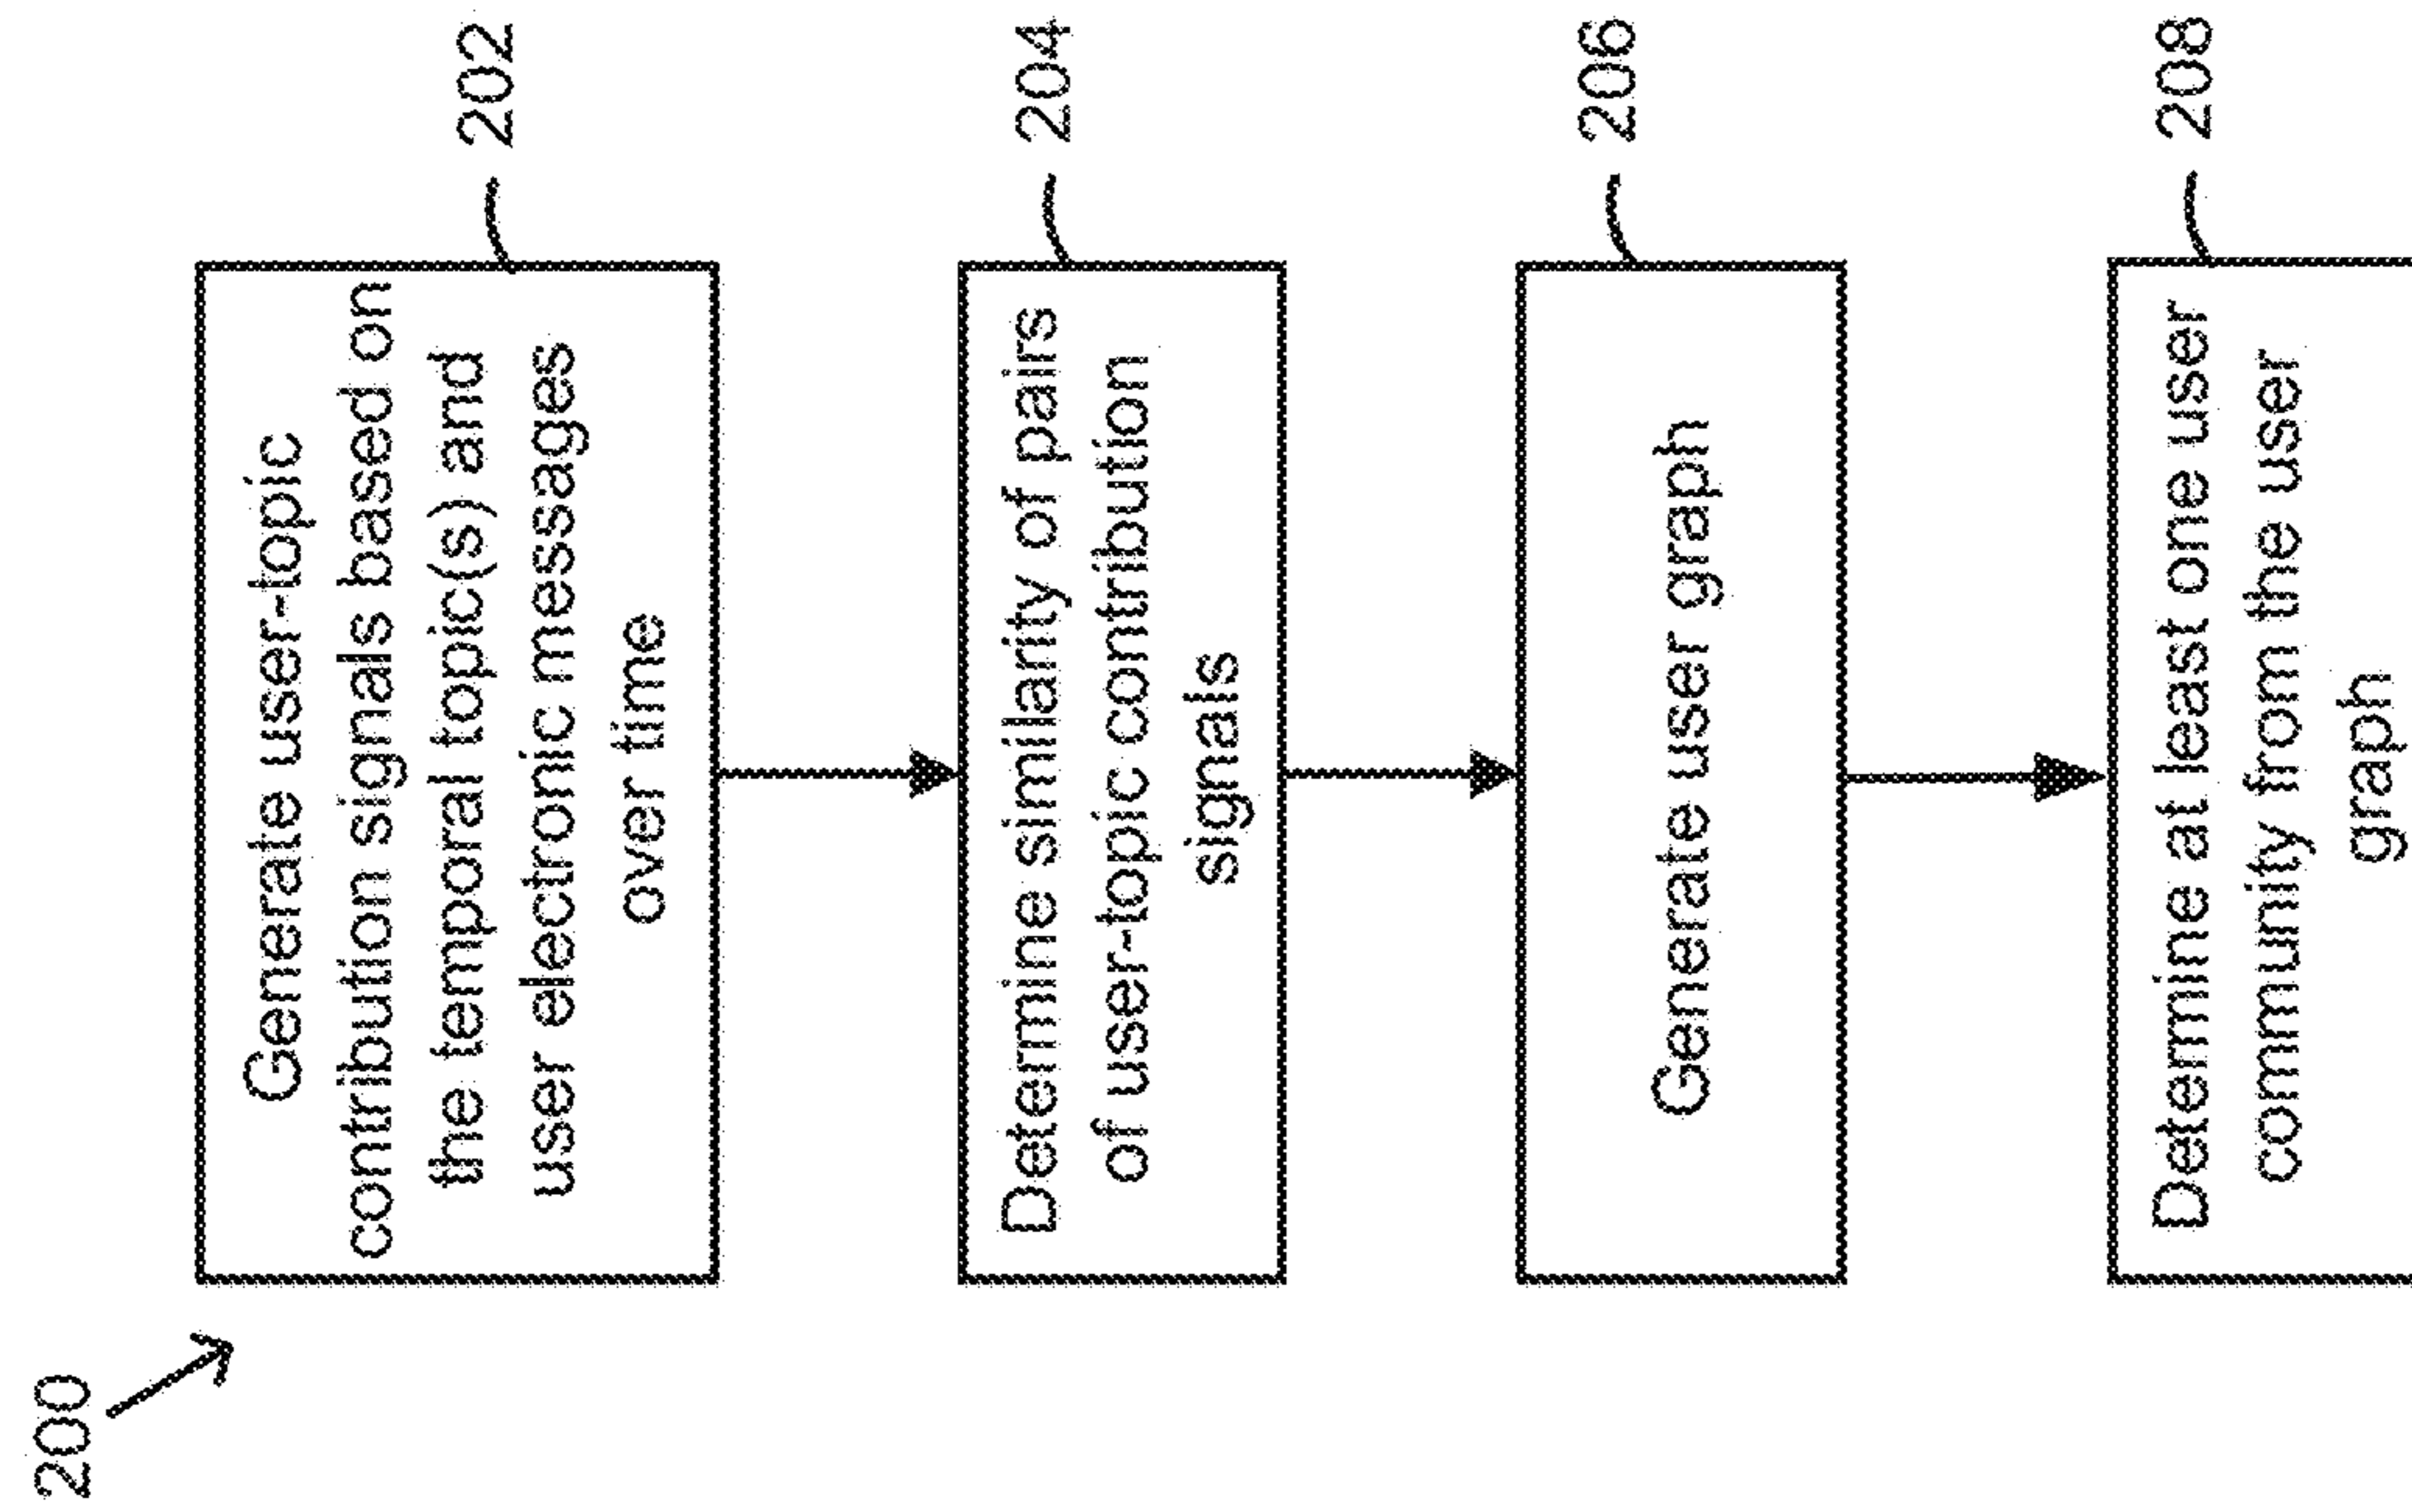 200
Generate user-topic
contribution signals based on
the temporal topic(s) and
user electronic messages
over time
202
Determine similarity of pairs
of user-topic contribution
signals
204
Generate user graph
206
Determine at least one user
community from the user
graph
208